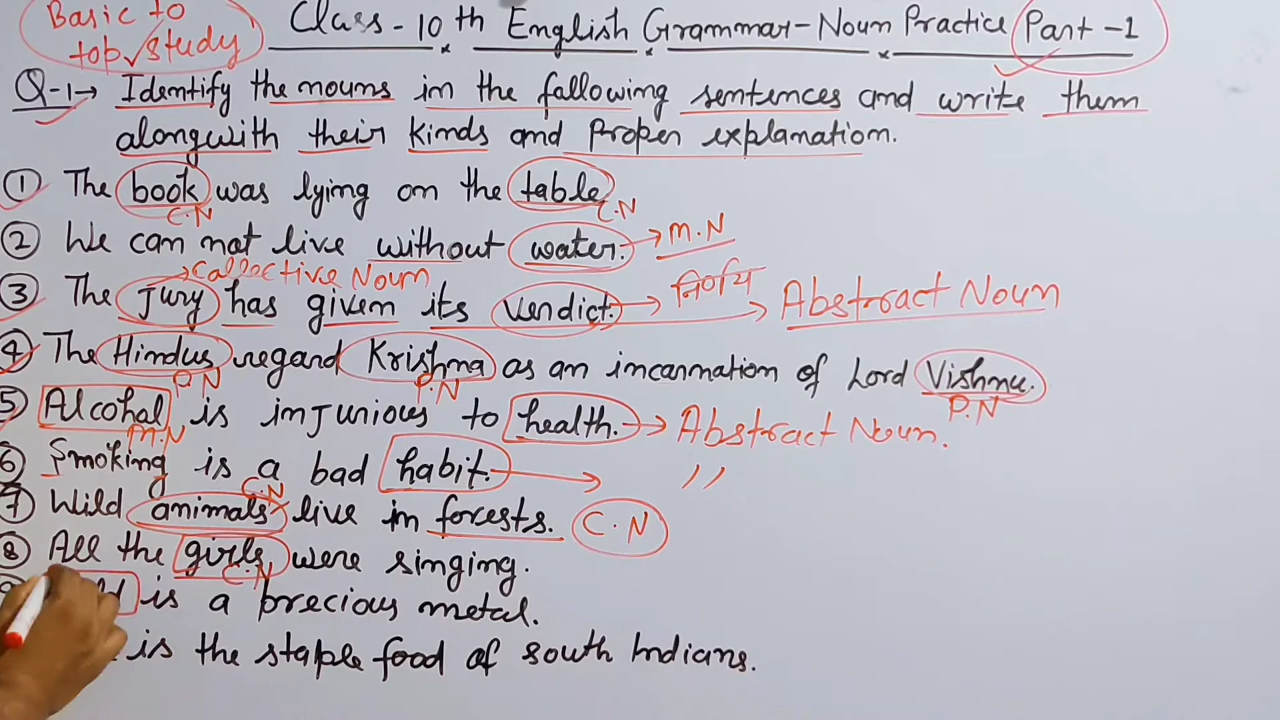 Basic to
top study
Class-10th English Grammar-Noun Practice Part-1
Q-1→ Identify the nouns in the fallowing sentences and write them
alongwith their kinds and Proper explanation.
① The book was lying on the table.
C.N C.N
② We can not live without water. → M.N
→ Callective Noun
③ The Jury has given its verdict. → निर्णय → Abstract Noun
④ The Hindus regard Krishna as an incarnation of Lord Vishnu.
P.N P.N P.N
⑤ Alcohal is injurious to health. → Abstract Noun.
M.N
⑥ Smoking is a bad habit. → "
C.N
⑦ Wild animals live in forests. C.N
⑧ All the girls were singing.
C.N
is a precious metal.
is the staple food of south Indians.